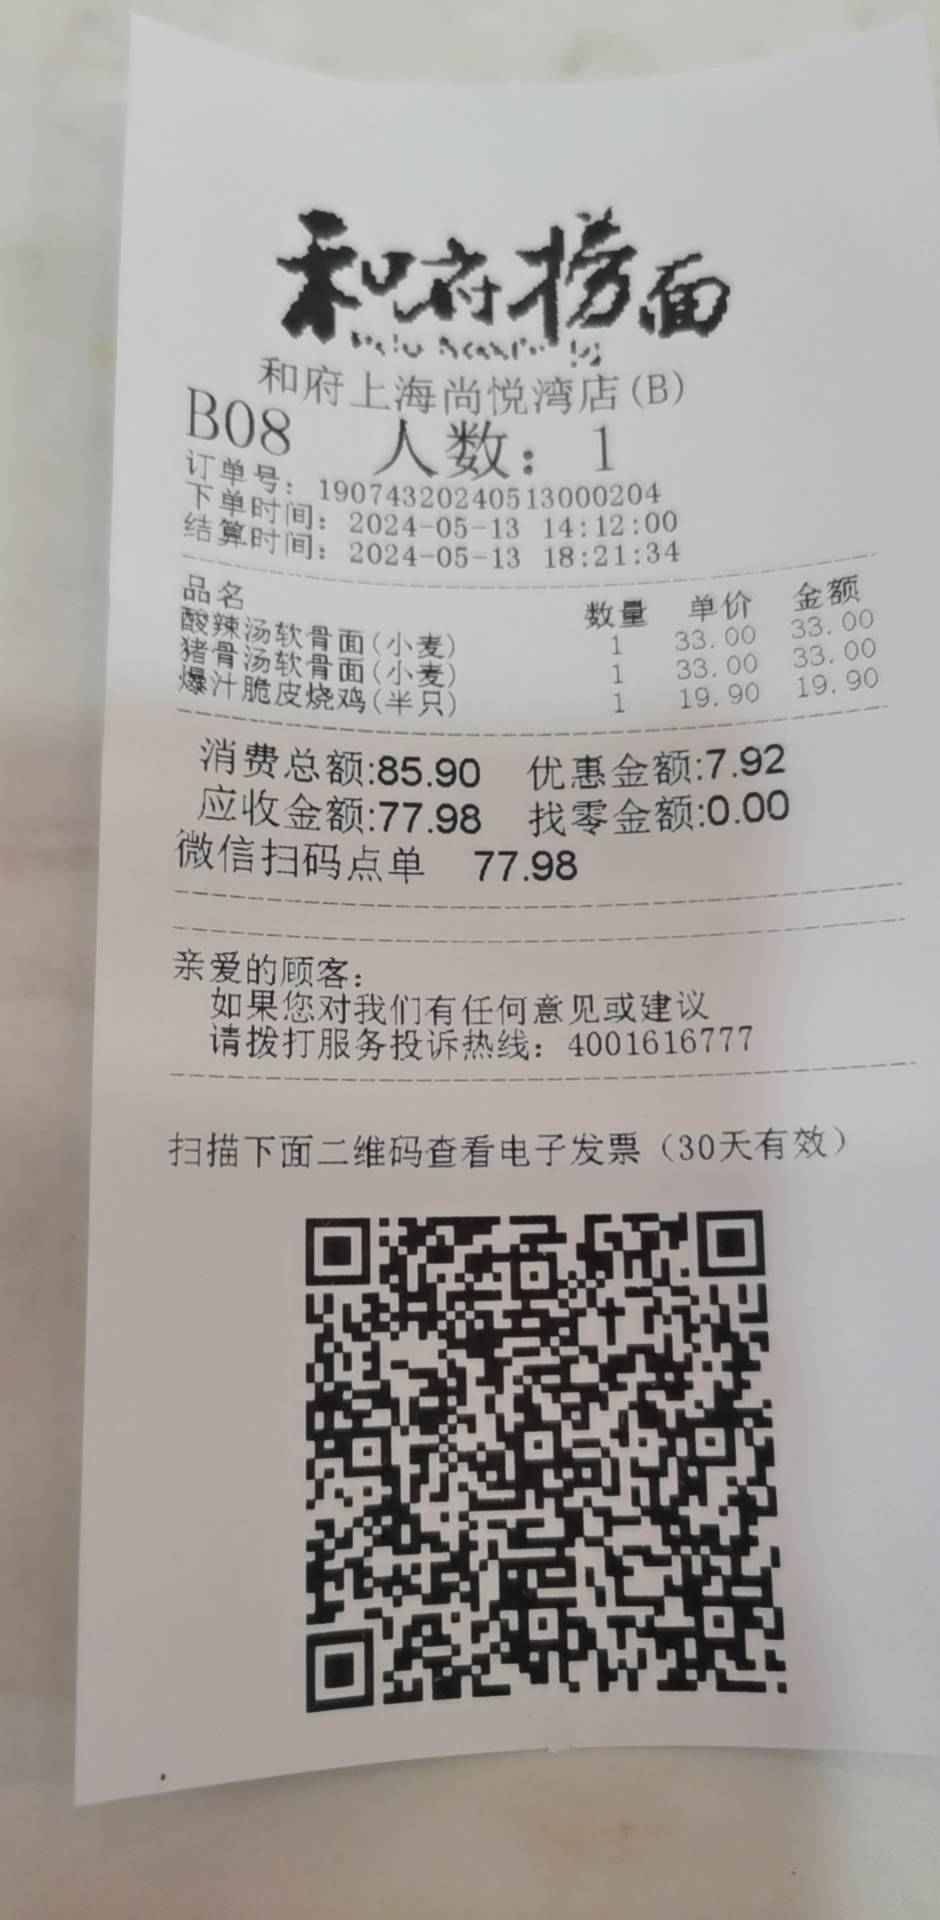 和府捞面
和府上海尚悦湾店(B)
B08 人数: 1
订单号: 19074320240513000204
下单时间: 2024-05-13 14:12:00
结算时间: 2024-05-13 18:21:34
品名 数量 单价 金额
酸辣汤软骨面(小麦) 1 33.00 33.00
猪骨汤软骨面(小麦) 1 33.00 33.00
爆汁脆皮烧鸡(半只) 1 19.90 19.90
消费总额:85.90 优惠金额:7.92
应收金额:77.98 找零金额:0.00
微信扫码点单 77.98
亲爱的顾客:
如果您对我们有任何意见或建议
请拨打服务投诉热线: 4001616777
扫描下面二维码查看电子发票（30天有效）